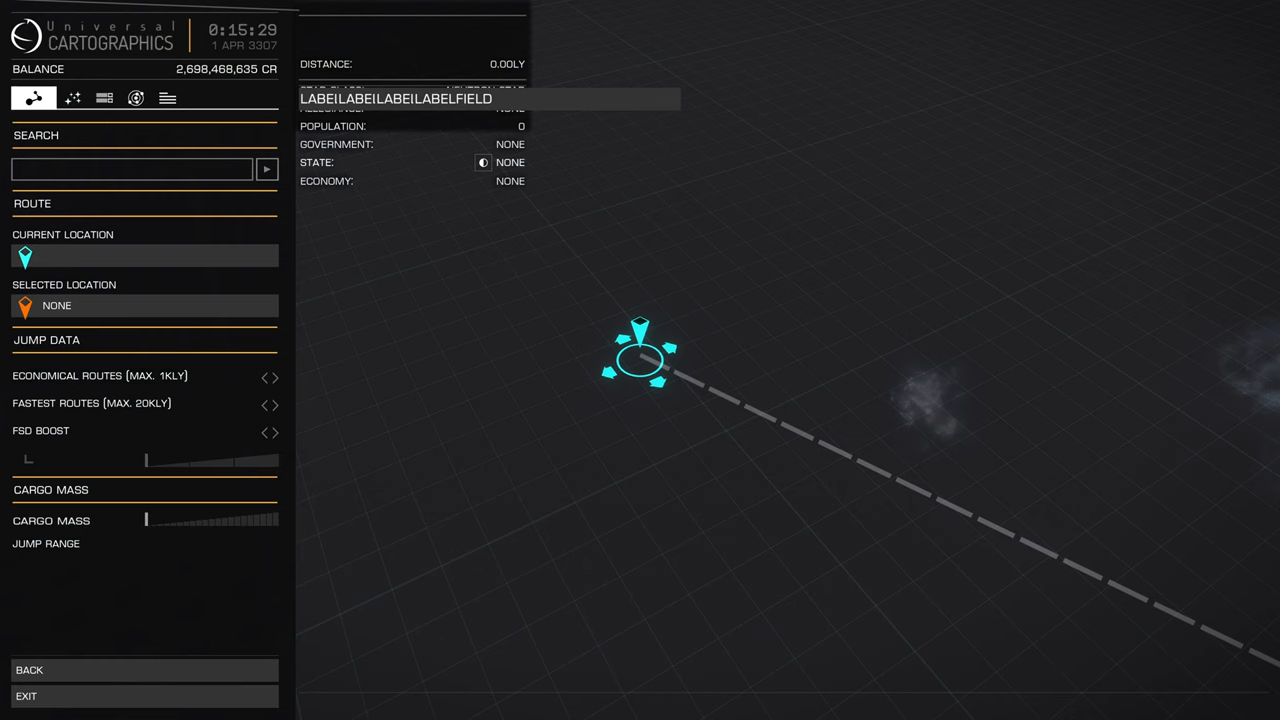 Universal
CARTOGRAPHICS
0:15:29
1 APR 3307
BALANCE 2,698,468,635 CR
SEARCH
ROUTE
CURRENT LOCATION
SELECTED LOCATION
NONE
JUMP DATA
ECONOMICAL ROUTES (MAX. 1KLY)
FASTEST ROUTES (MAX. 20KLY)
FSD BOOST
CARGO MASS
CARGO MASS
JUMP RANGE
BACK
EXIT
DISTANCE: 0.00LY
LABEILABEILABEILABELFIELD
POPULATION: 0
GOVERNMENT: NONE
STATE: NONE
ECONOMY: NONE